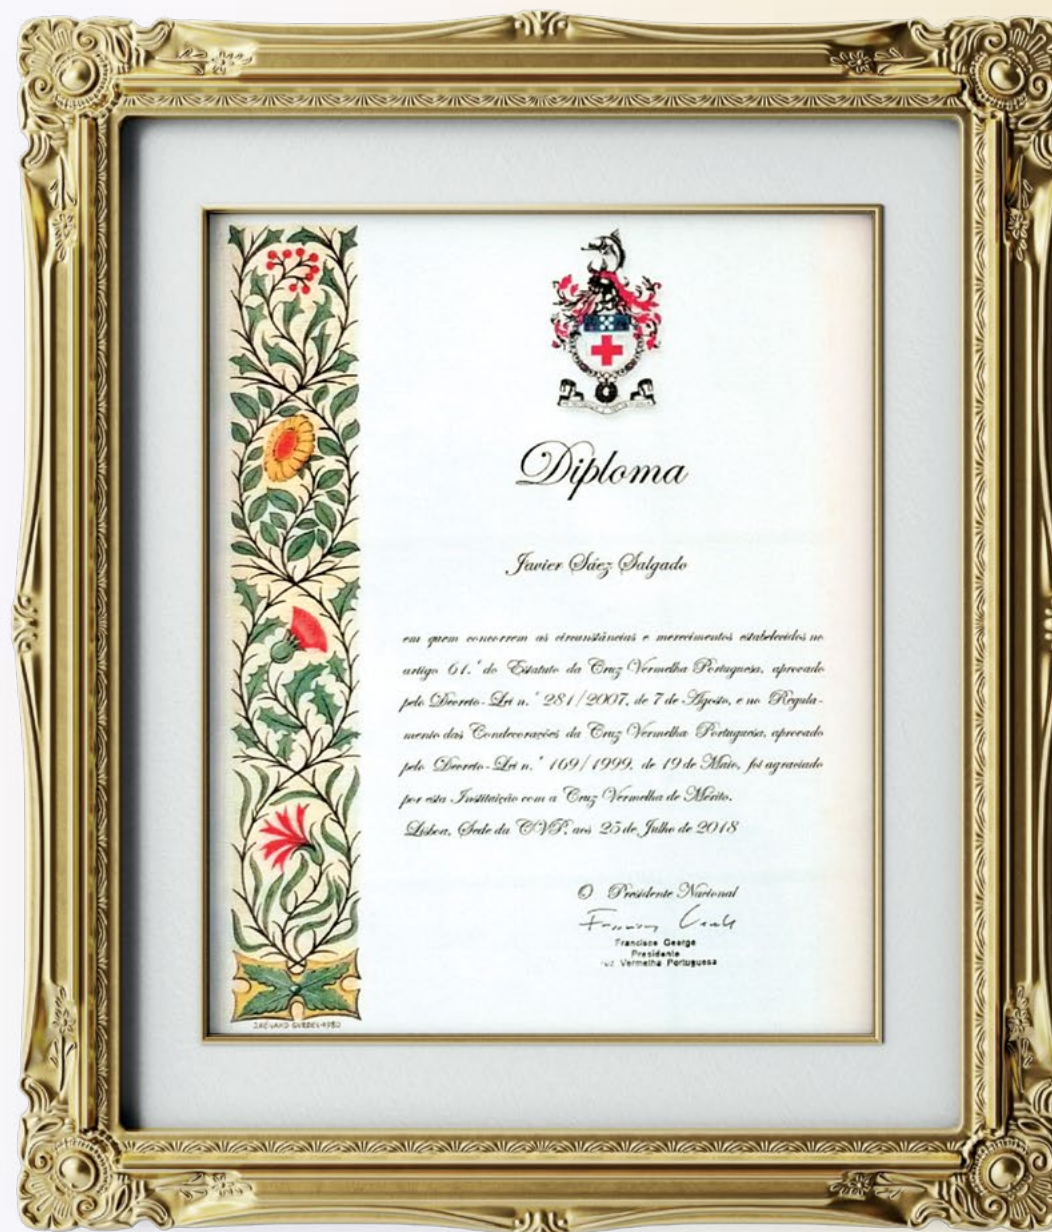 Diploma
Javier Sáez Salgado
em quem concorrem as circunstâncias e merecimentos estabelecidos no
artigo 61.º do Estatuto da Cruz Vermelha Portuguesa, aprovado
pelo Decreto-Lei n.º 281/2007, de 7 de Agosto, e no Regula-
mento das Condecorações da Cruz Vermelha Portuguesa, aprovado
pelo Decreto-Lei n.º 169/1999, de 19 de Maio, foi agraciado
por esta Instituição com a Cruz Vermelha de Mérito.
Lisboa, Sede da CVP, aos 25 de Julho de 2018
O Presidente Nacional
Francisco George
Presidente
Vermelha Portuguesa